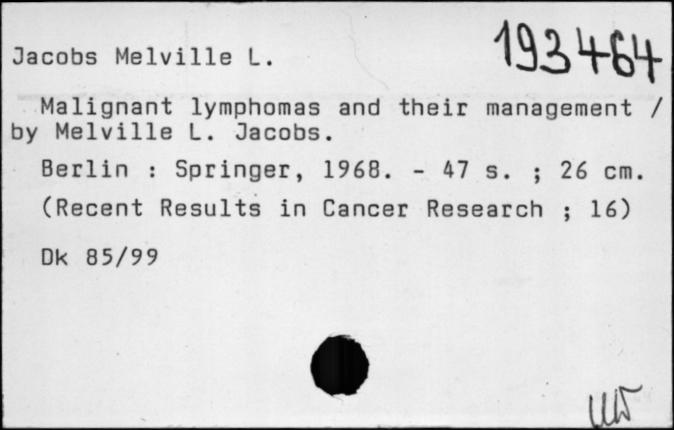 193464
Jacobs Melville L.
Malignant lymphomas and their management /
by Melville L. Jacobs.
Berlin : Springer, 1968. - 47 s. ; 26 cm.
(Recent Results in Cancer Research ; 16)
Dk 85/99